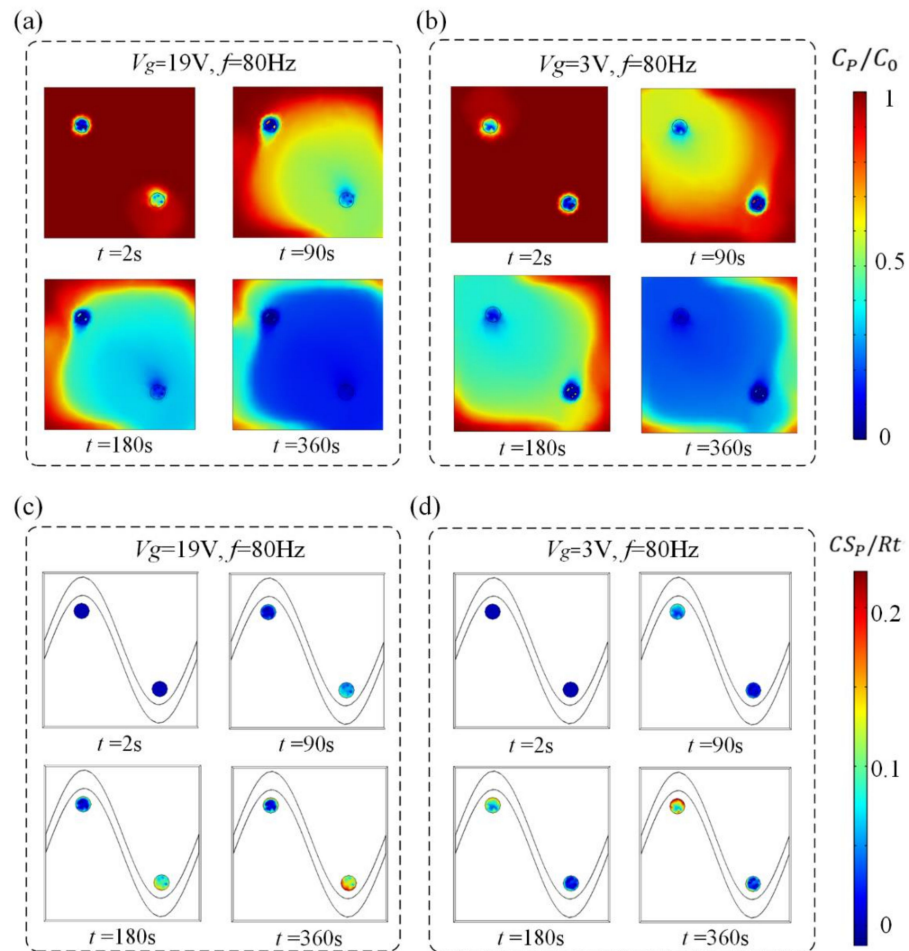 (a)
(b)
Vg=19V, f=80Hz
Vg=3V, f=80Hz
C_P/C_0
t =2s
t =90s
t =2s
t =90s
1
0.5
0
t =180s
t =360s
t =180s
t =360s
(c)
(d)
Vg=19V, f=80Hz
Vg=3V, f=80Hz
CS_P/Rt
t =2s
t =90s
t =2s
t =90s
0.2
0.1
0
t =180s
t =360s
t =180s
t =360s